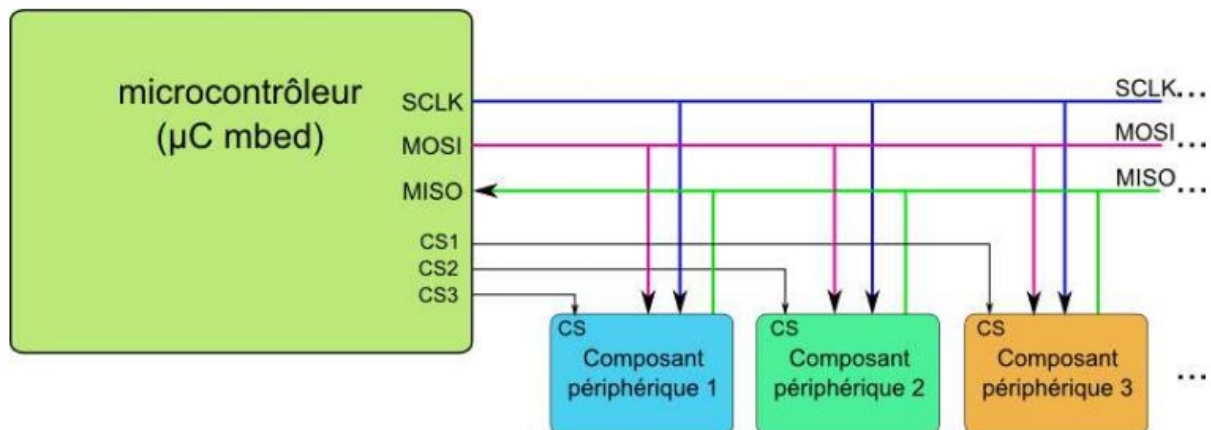 microcontrôleur
(µC mbed)
SCLK
MOSI
MISO
CS1
CS2
CS3
SCLK...
MOSI...
MISO...
CS
Composant
périphérique 1
CS
Composant
périphérique 2
CS
Composant
périphérique 3
...